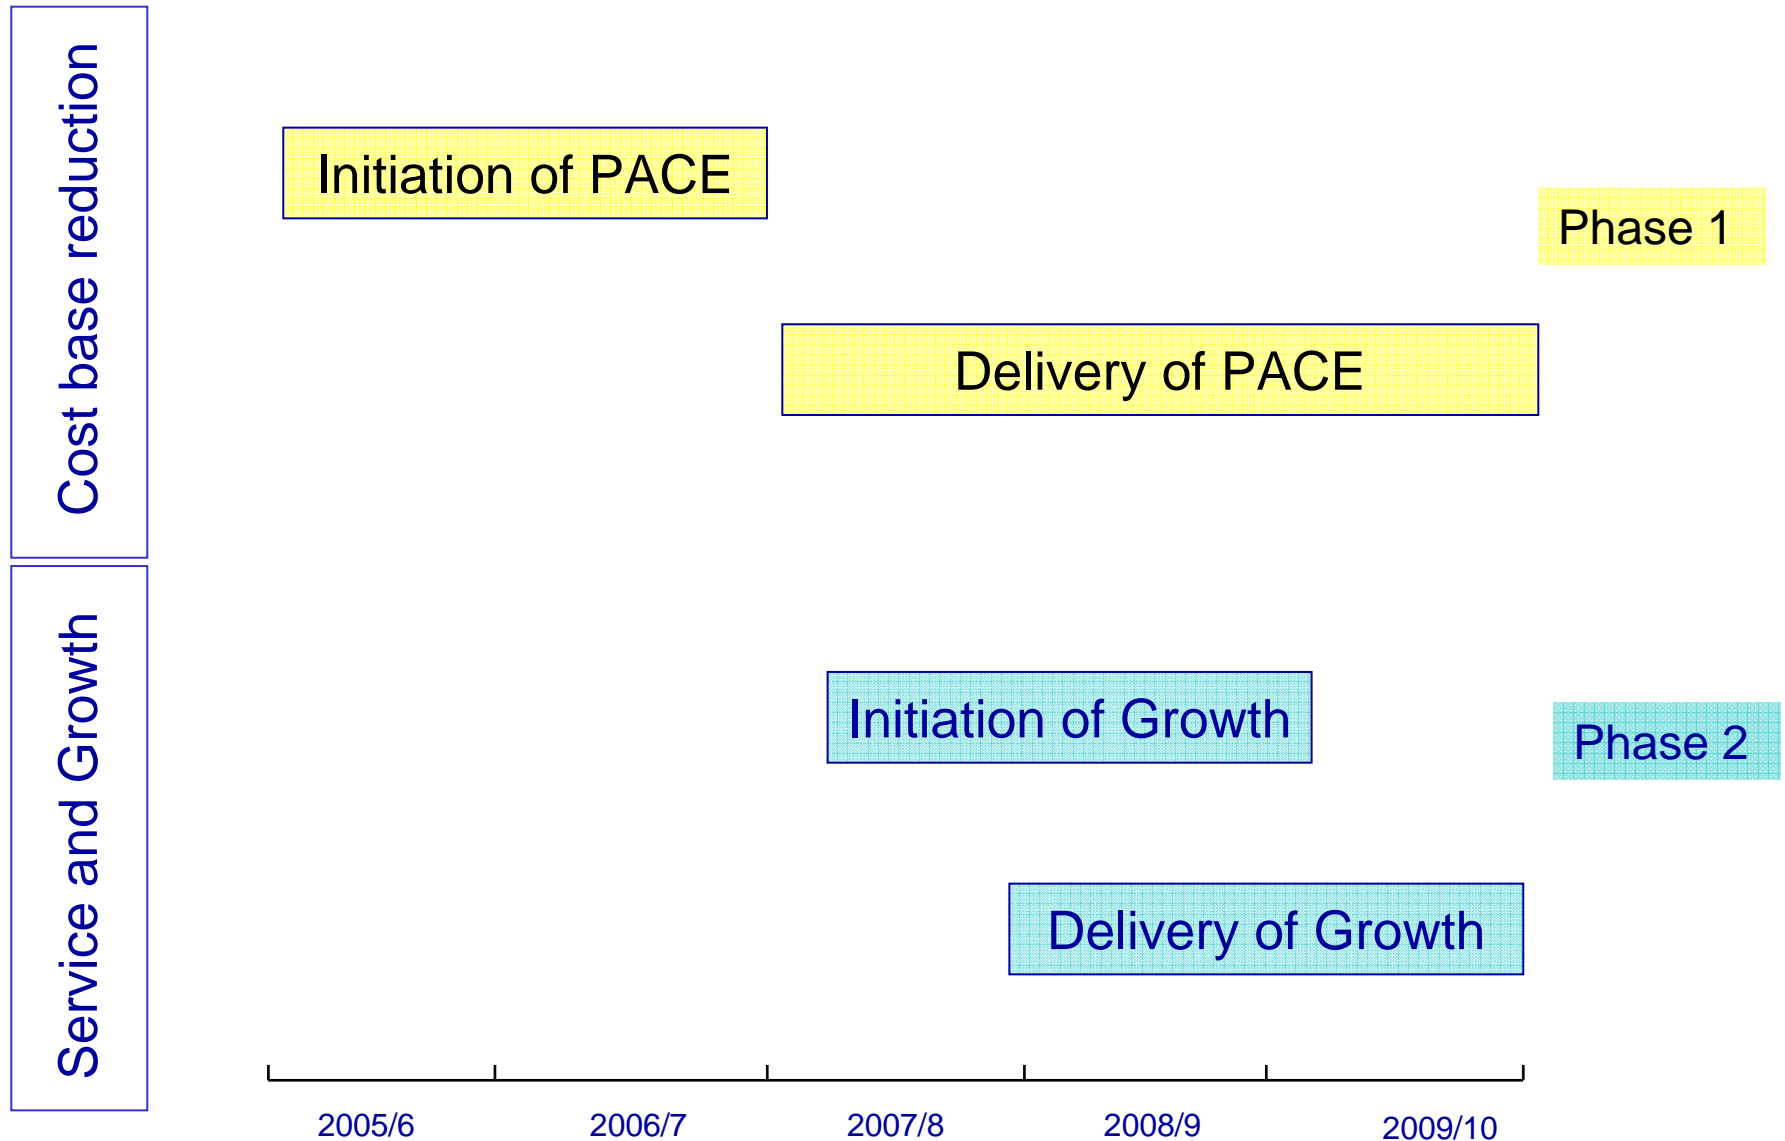 Cost base reduction
Initiation of PACE
Phase 1
Delivery of PACE
Service and Growth
Initiation of Growth
Phase 2
Delivery of Growth
2005/6
2006/7
2007/8
2008/9
2009/10